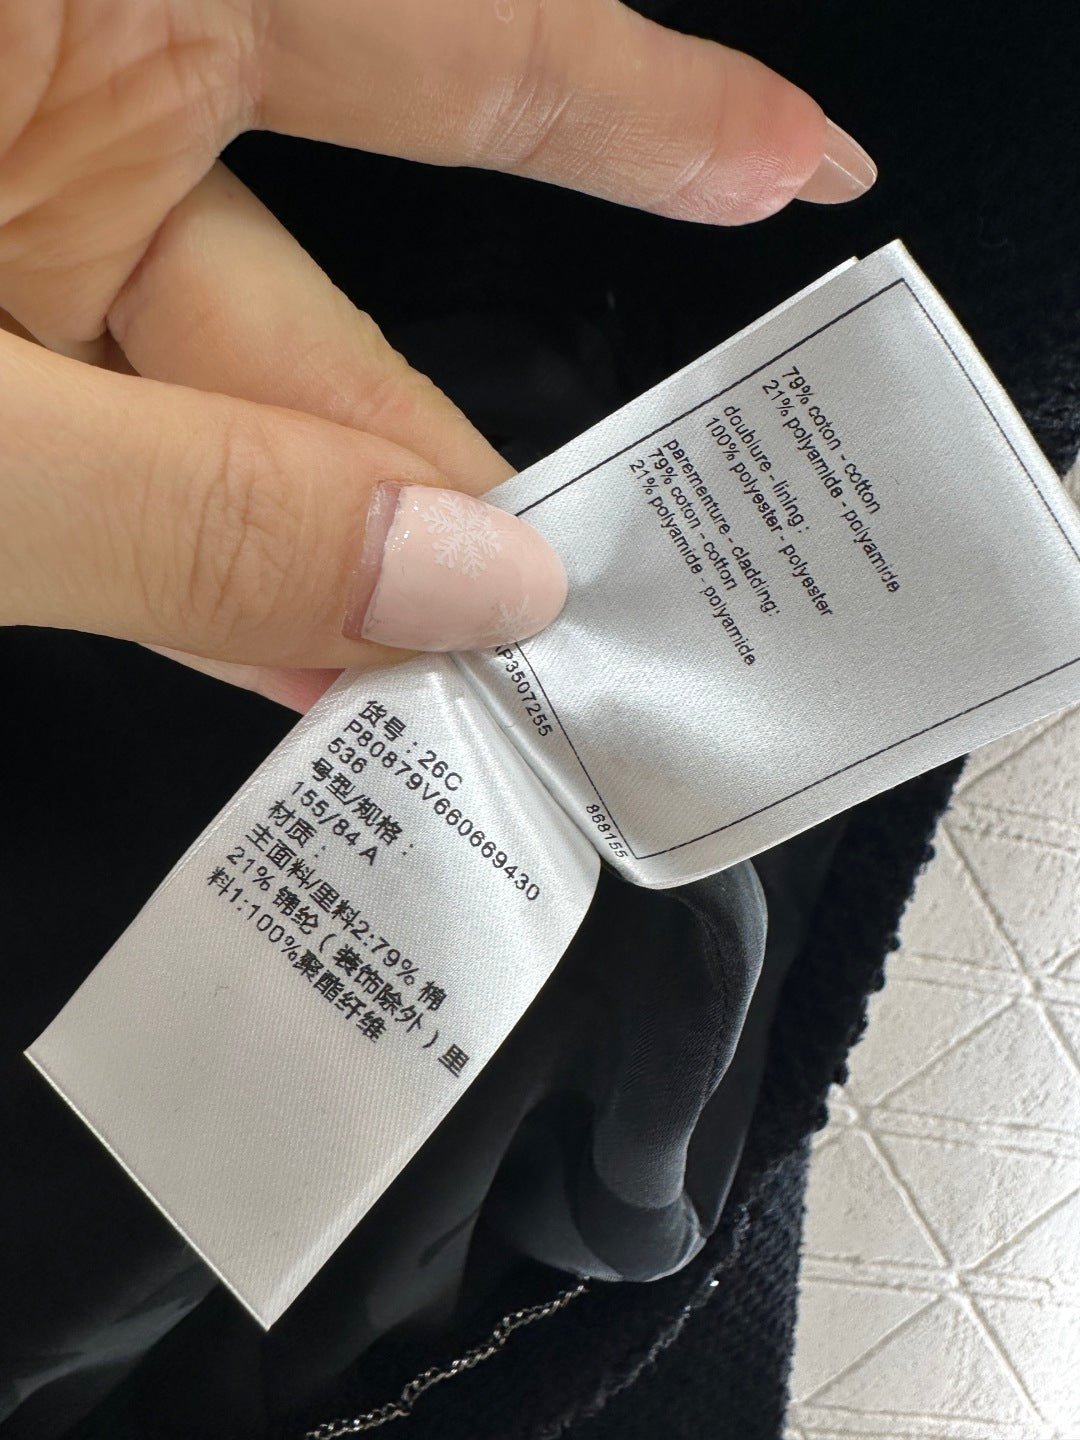 79% coton - cotton
21% polyamide - polyamide
doublure - lining :
100% polyester - polyester
parementure - cladding:
79% coton - cotton
21% polyamide - polyamide
AP3507255
868155
货号：26C
P80879V660669430
536
号型/规格：
155/84 A
材质：
主面料/里料2:79% 棉
21% 锦纶（装饰除外）里
料1:100%聚酯纤维